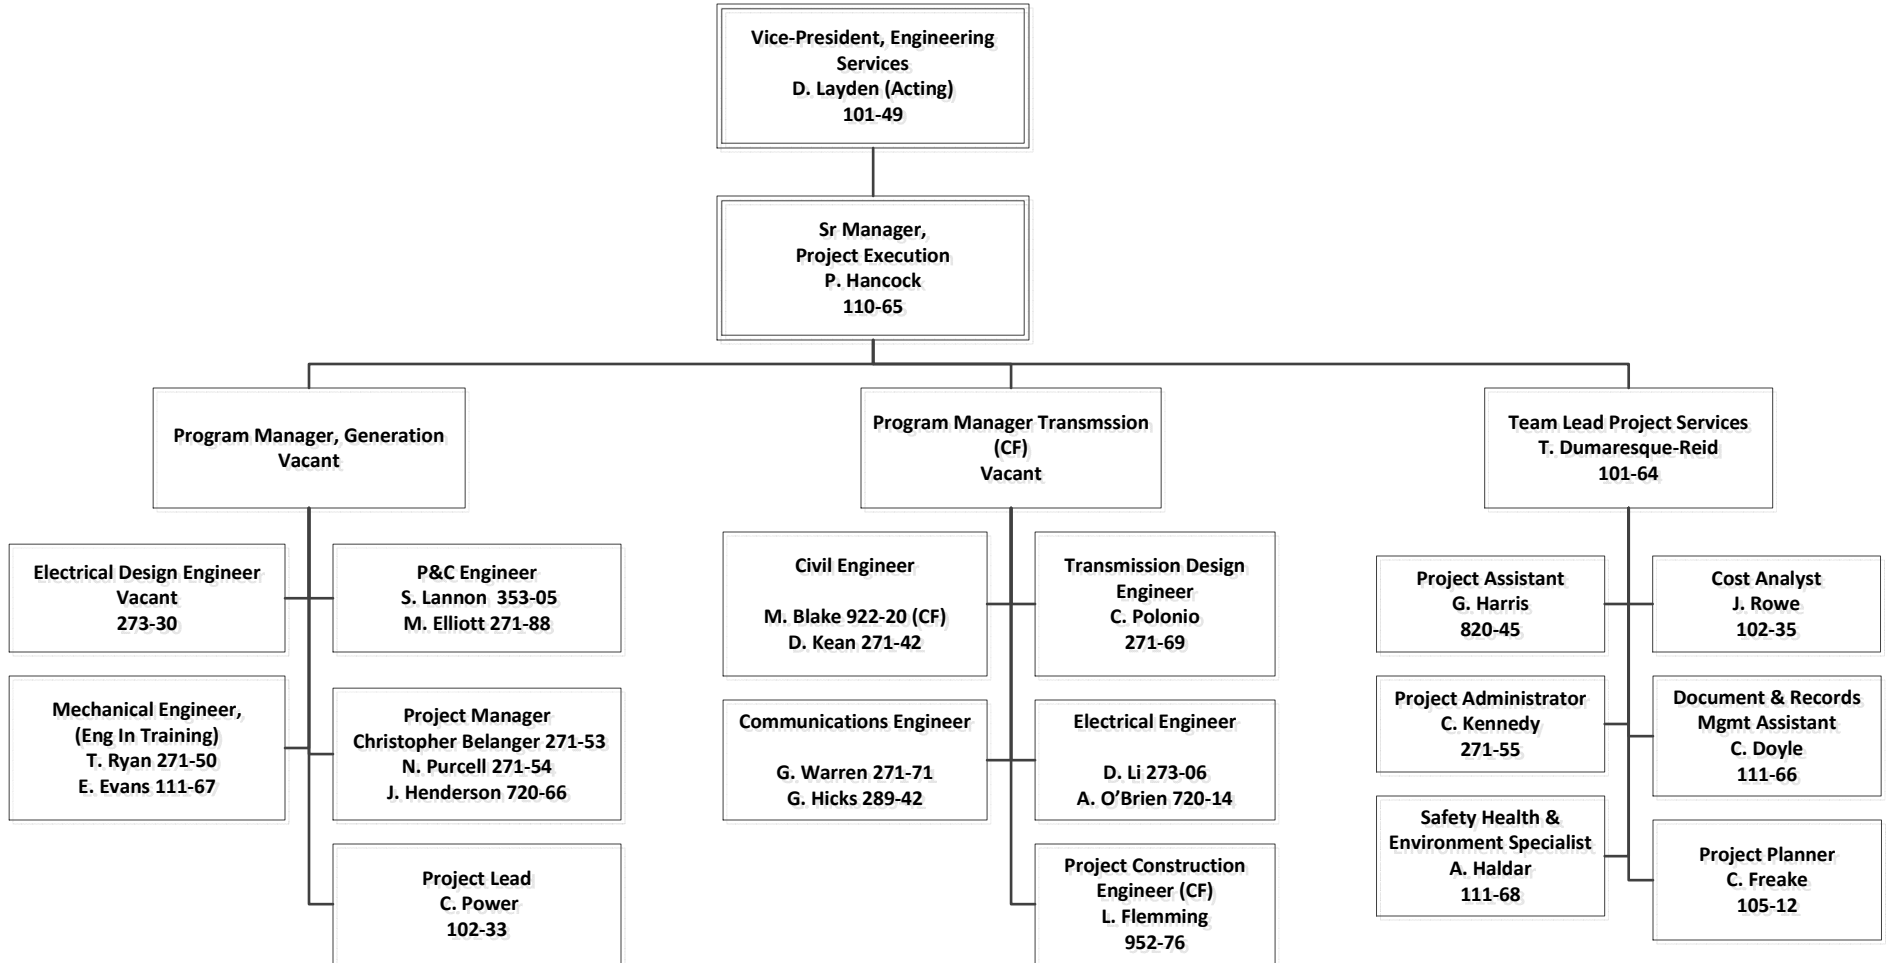 Vice-President, Engineering
Services
D. Layden (Acting)
101-49
Sr Manager,
Project Execution
P. Hancock
110-65
Program Manager, Generation
Vacant
Electrical Design Engineer
Vacant
273-30
P&C Engineer
S. Lannon  353-05
M. Elliott 271-88
Mechanical Engineer,
(Eng In Training)
T. Ryan 271-50
E. Evans 111-67
Project Manager
Christopher Belanger 271-53
N. Purcell 271-54
J. Henderson 720-66
Project Lead
C. Power
102-33
Program Manager Transmssion
(CF)
Vacant
Civil Engineer
M. Blake 922-20 (CF)
D. Kean 271-42
Transmission Design
Engineer
C. Polonio
271-69
Communications Engineer
G. Warren 271-71
G. Hicks 289-42
Electrical Engineer
D. Li 273-06
A. O’Brien 720-14
Project Construction
Engineer (CF)
L. Flemming
952-76
Team Lead Project Services
T. Dumaresque-Reid
101-64
Project Assistant
G. Harris
820-45
Cost Analyst
J. Rowe
102-35
Project Administrator
C. Kennedy
271-55
Document & Records
Mgmt Assistant
C. Doyle
111-66
Safety Health &
Environment Specialist
A. Haldar
111-68
Project Planner
C. Freake
105-12